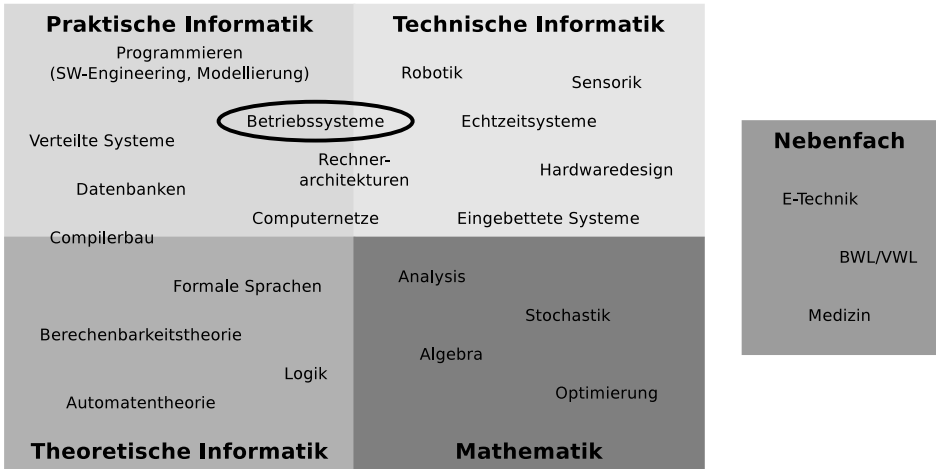 Praktische Informatik
Technische Informatik
Programmieren
(SW-Engineering, Modellierung)
Robotik
Sensorik
Betriebssysteme
Echtzeitsysteme
Verteilte Systeme
Rechner-
architekturen
Hardwaredesign
Datenbanken
Computernetze
Eingebettete Systeme
Compilerbau
Formale Sprachen
Analysis
Stochastik
Berechenbarkeitstheorie
Algebra
Logik
Optimierung
Automatentheorie
Theoretische Informatik
Mathematik
Nebenfach
E-Technik
BWL/VWL
Medizin